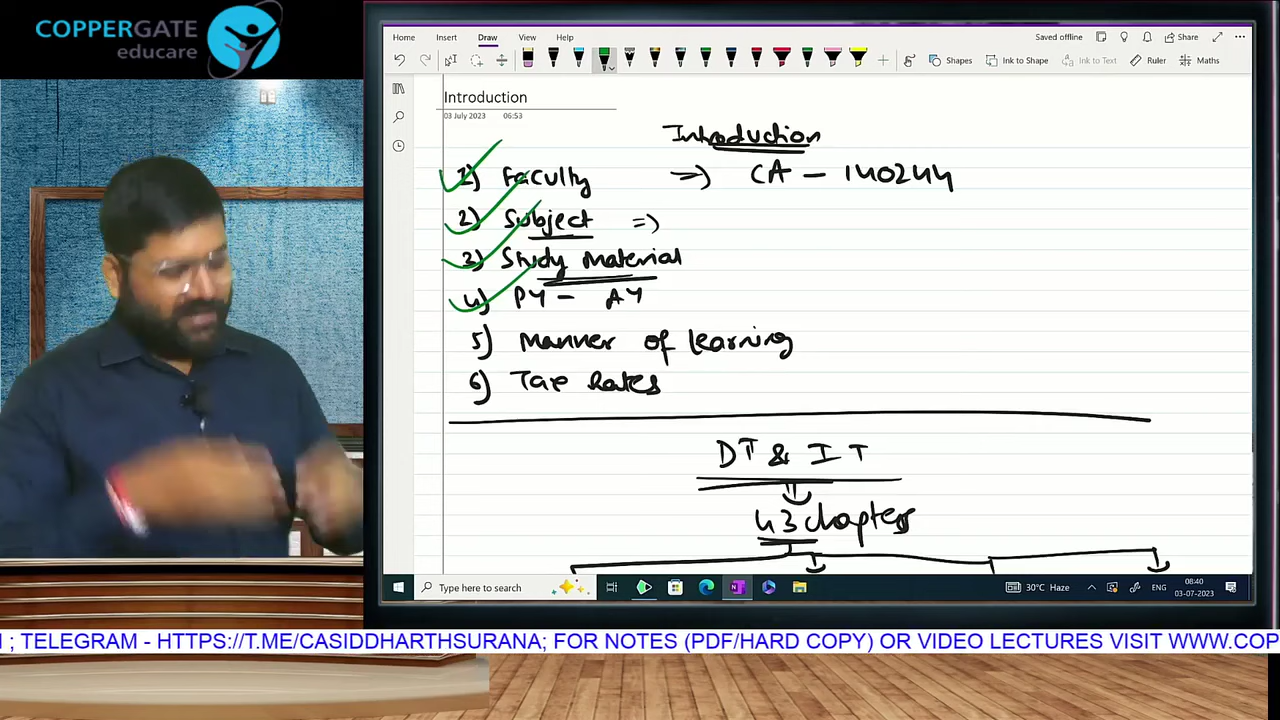 COPPERGATE
educare
Home Insert Draw View Help
Saved offline Share
Shapes Ink to Shape Ink to Text Ruler Maths
Introduction
03 July 2023 06:53
Introduction
1) Faculty => CA - 140244
2) Subject =>
3) Study Material
4) PY - AY
5) Manner of learning
6) Tax Rates
DT & IT
43 chapters
Type here to search
30°C Haze
ENG
08:40
03-07-2023
; TELEGRAM - HTTPS://T.ME/CASIDDHARTHSURANA; FOR NOTES (PDF/HARD COPY) OR VIDEO LECTURES VISIT WWW.COP